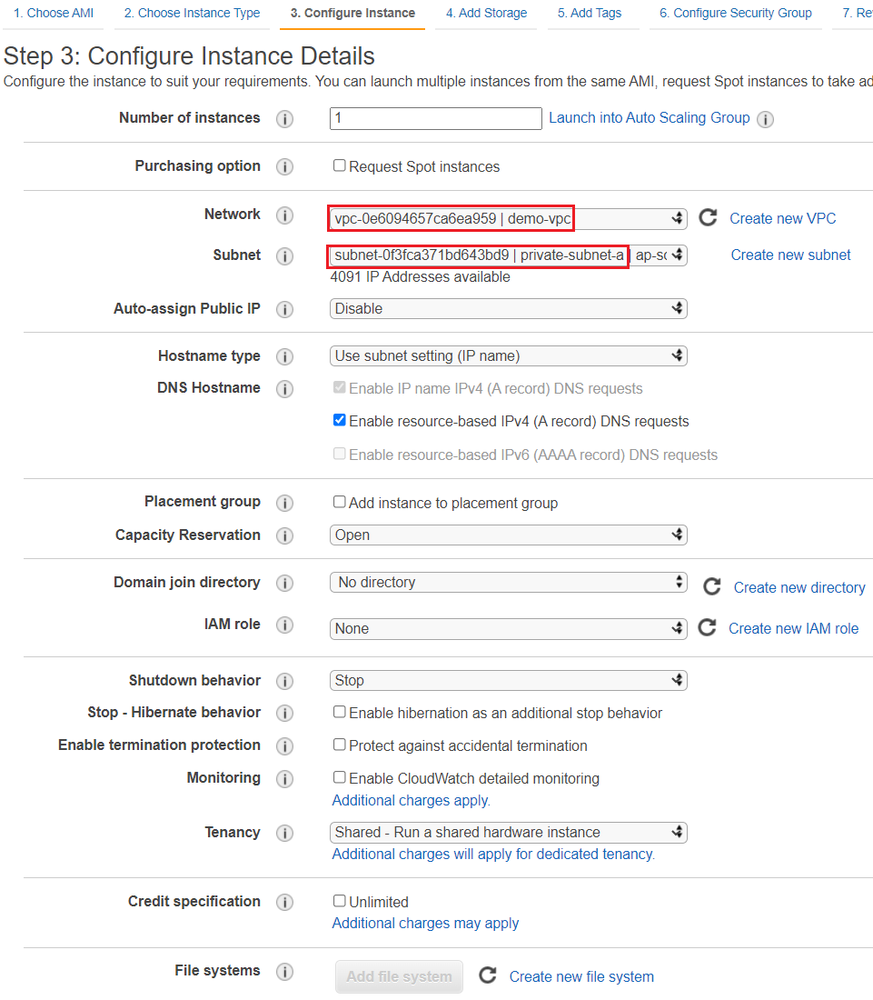 1. Choose AMI 2. Choose Instance Type 3. Configure Instance 4. Add Storage 5. Add Tags 6. Configure Security Group 7. Re
Step 3: Configure Instance Details
Configure the instance to suit your requirements. You can launch multiple instances from the same AMI, request Spot instances to take ad
Number of instances i 1 Launch into Auto Scaling Group i
Purchasing option i Request Spot instances
Network i vpc-0e6094657ca6ea959 | demo-vpc Create new VPC
Subnet i subnet-0f3fca371bd643bd9 | private-subnet-a | ap-sc Create new subnet
4091 IP Addresses available
Auto-assign Public IP i Disable
Hostname type i Use subnet setting (IP name)
DNS Hostname i Enable IP name IPv4 (A record) DNS requests
Enable resource-based IPv4 (A record) DNS requests
Enable resource-based IPv6 (AAAA record) DNS requests
Placement group i Add instance to placement group
Capacity Reservation i Open
Domain join directory i No directory Create new directory
IAM role i None Create new IAM role
Shutdown behavior i Stop
Stop - Hibernate behavior i Enable hibernation as an additional stop behavior
Enable termination protection i Protect against accidental termination
Monitoring i Enable CloudWatch detailed monitoring
Additional charges apply.
Tenancy i Shared - Run a shared hardware instance
Additional charges will apply for dedicated tenancy.
Credit specification i Unlimited
Additional charges may apply
File systems i Add file system Create new file system